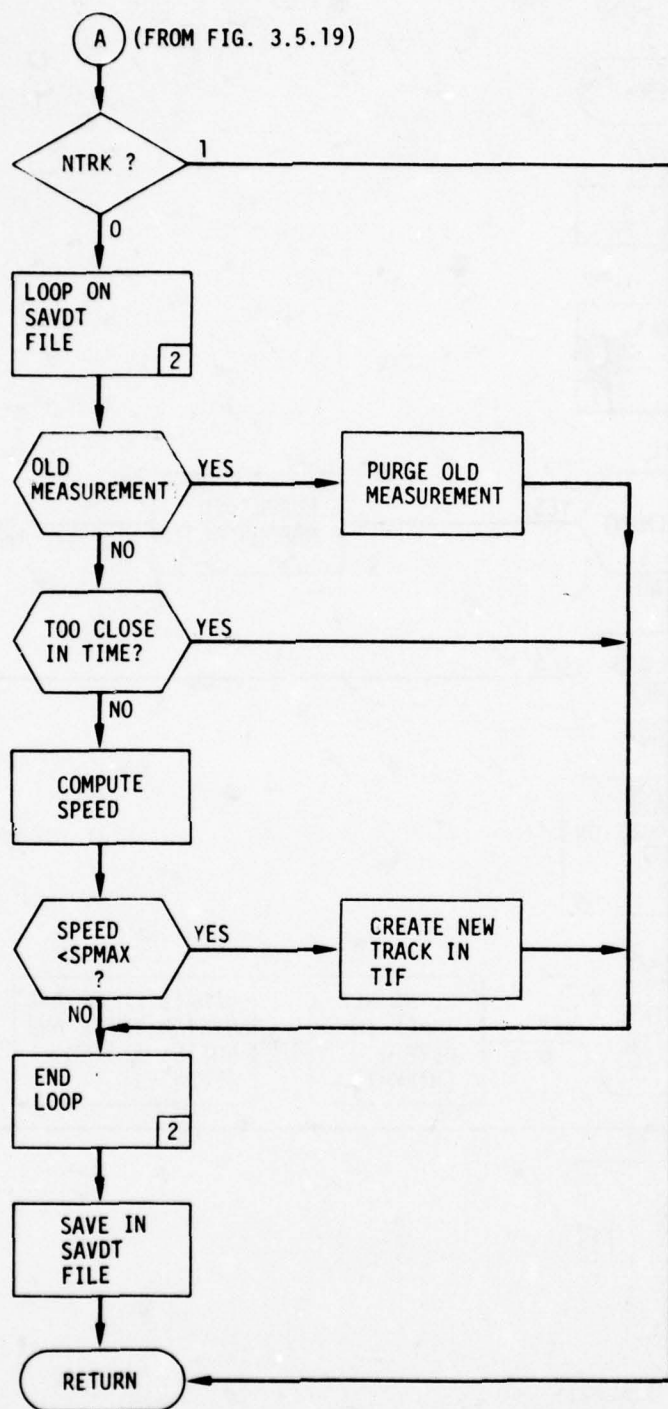 A (FROM FIG. 3.5.19)
NTRK ?
1
0
LOOP ON
SAVDT
FILE
2
OLD
MEASUREMENT
YES
PURGE OLD
MEASUREMENT
NO
TOO CLOSE
IN TIME?
YES
NO
COMPUTE
SPEED
SPEED
<SPMAX
?
YES
CREATE NEW
TRACK IN
TIF
NO
END
LOOP
2
SAVE IN
SAVDT
FILE
RETURN